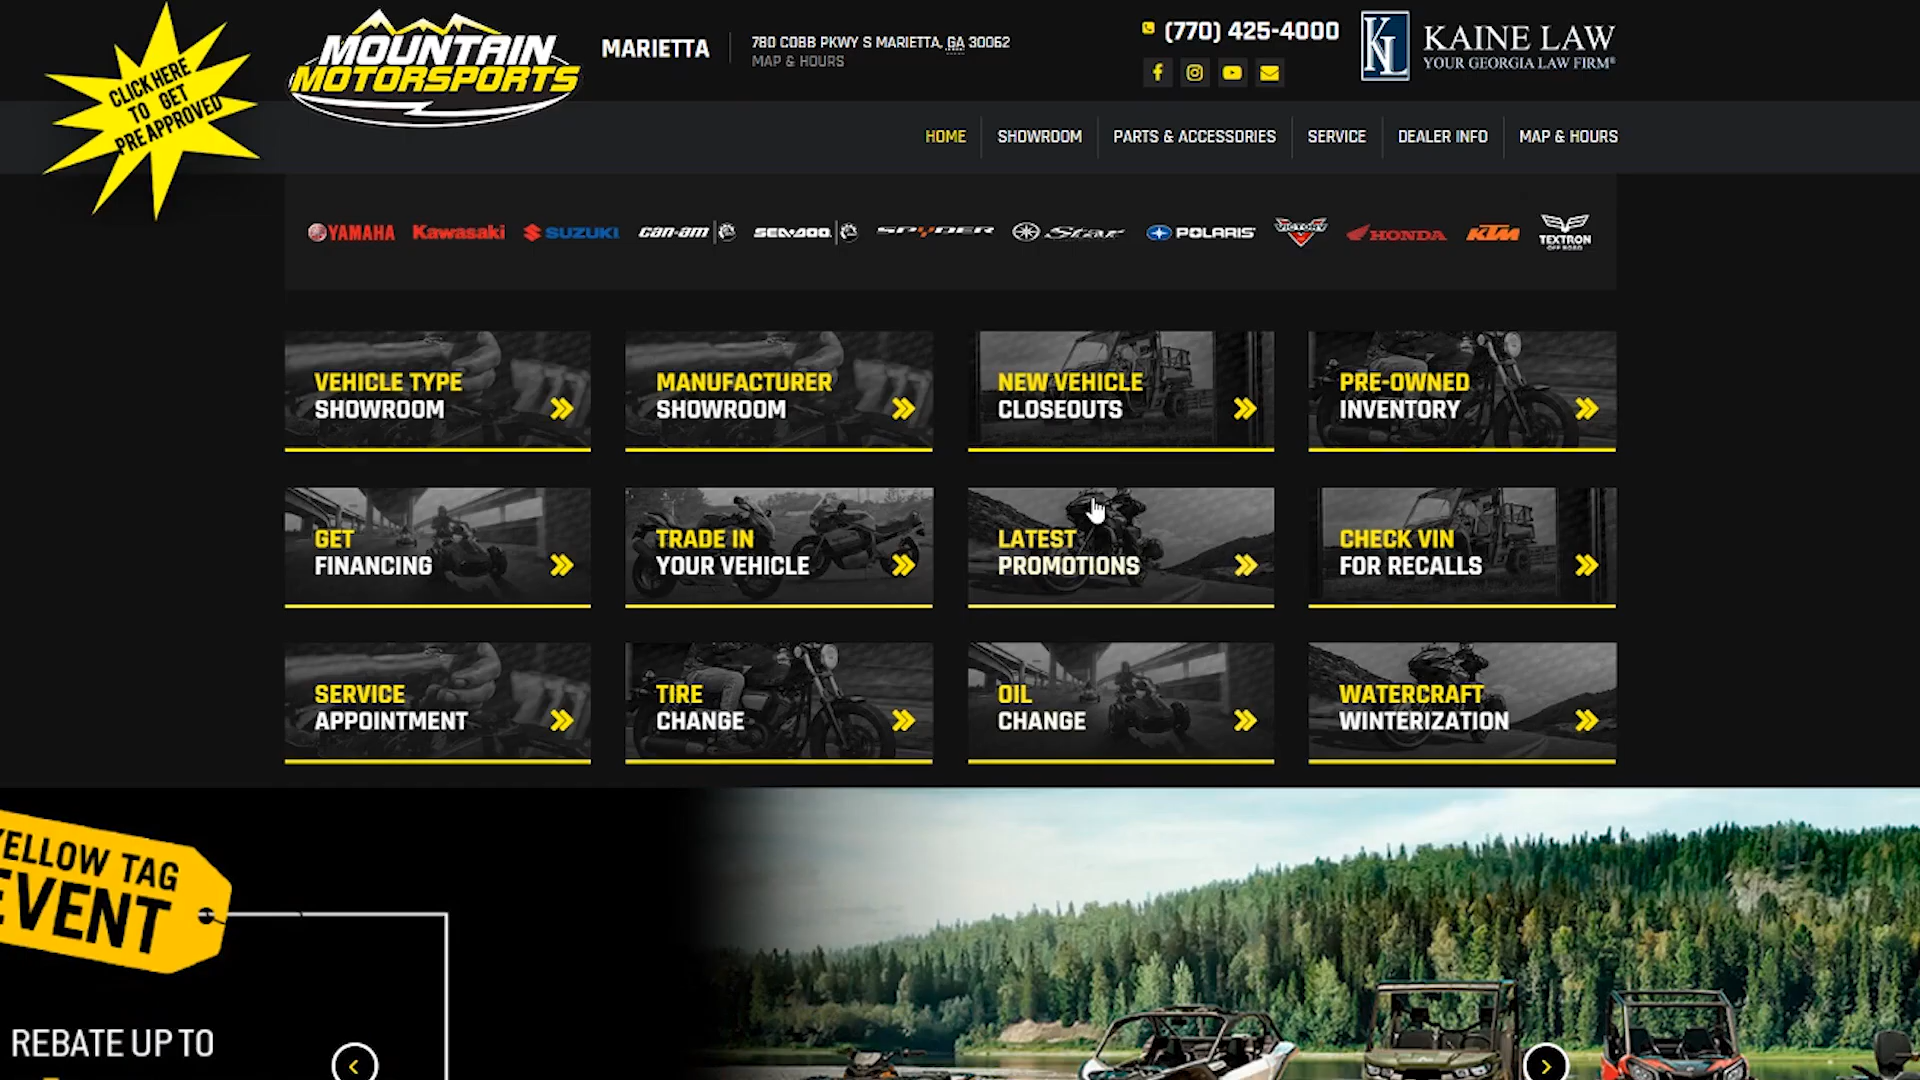 CLICK HERE
TO GET
PRE APPROVED
MOUNTAIN
MOTORSPORTS
MARIETTA
780 COBB PKWY S MARIETTA, GA 30062
MAP & HOURS
(770) 425-4000
KNL
KAINE LAW
YOUR GEORGIA LAW FIRM®
HOME
SHOWROOM
PARTS & ACCESSORIES
SERVICE
DEALER INFO
MAP & HOURS
YAMAHA
Kawasaki
SUZUKI
can-am
SEA-DOO
SPYDER
Star
POLARIS
VICTORY
HONDA
KTM
TEXTRON
OFF ROAD
VEHICLE TYPE
SHOWROOM
MANUFACTURER
SHOWROOM
NEW VEHICLE
CLOSEOUTS
PRE-OWNED
INVENTORY
GET
FINANCING
TRADE IN
YOUR VEHICLE
LATEST
PROMOTIONS
CHECK VIN
FOR RECALLS
SERVICE
APPOINTMENT
TIRE
CHANGE
OIL
CHANGE
WATERCRAFT
WINTERIZATION
YELLOW TAG
EVENT
REBATE UP TO